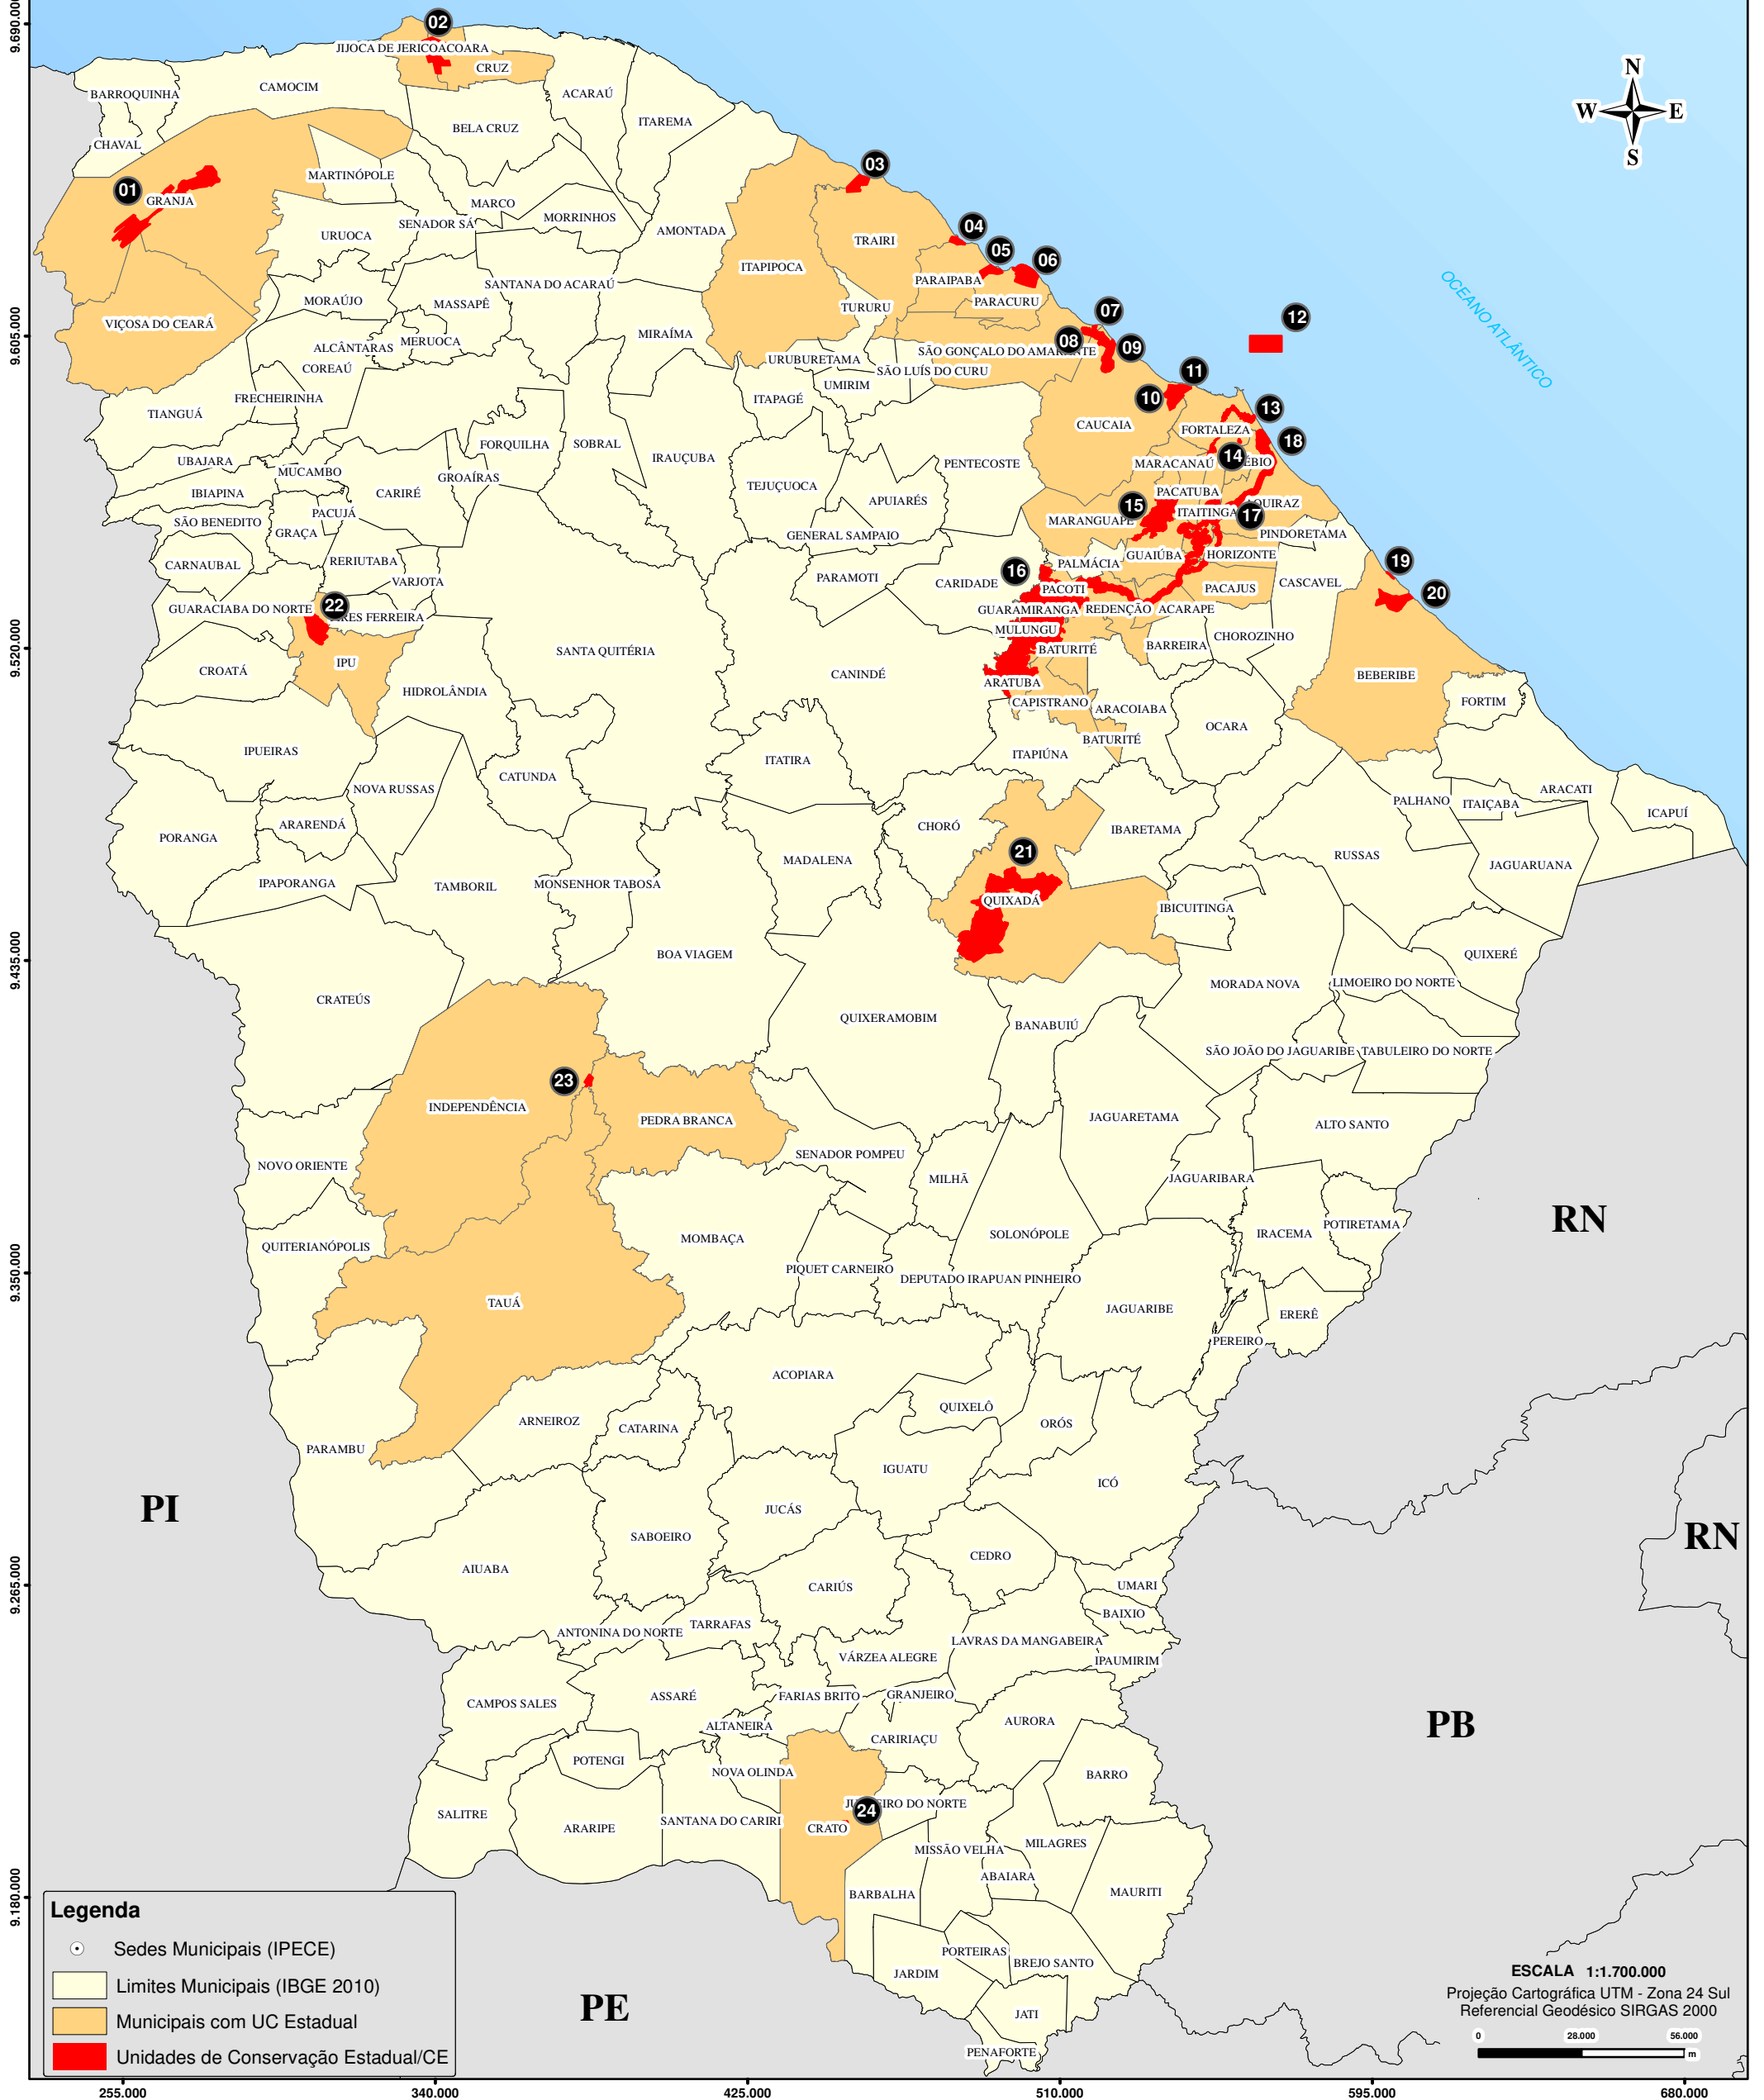 02
JIJOCA DE JERICOACOARA
CRUZ
CAMOCIM
BARROQUINHA
ACARAÚ
ITAREMA
BELA CRUZ
CHAVAL
N
W
E
S
01
GRANJA
MARTINÓPOLE
MARCO
SENADOR SÁ
MORRINHOS
URUOCA
AMONTADA
03
TRAIRI
04
05
06
ITAPIPOCA
PARAIPABA
PARACURU
OCEANO ATLÂNTICO
SANTANA DO ACARAÚ
MORAÚJO
MASSAPÊ
TURURU
VIÇOSA DO CEARÁ
07
12
MIRAÍMA
MERUOCA
ALCÂNTARAS
08
09
SÃO GONÇALO DO AMARANTE
URUBURETAMA
COREAÚ
SÃO LUÍS DO CURU
11
UMIRIM
FRECHEIRINHA
ITAPAGÉ
10
13
TIANGUÁ
CAUCAIA
FORTALEZA
18
FORQUILHA
SOBRAL
IRAUÇUBA
14
ÉBIO
UBAJARA
MUCAMBO
PENTECOSTE
MARACANAÚ
GROAÍRAS
TEJUÇUOCA
IBIAPINA
CARIRÉ
PACATUBA
APUIARÉS
15
QUIRAZ
PACUJÁ
ITAITINGA
17
SÃO BENEDITO
MARANGUAPE
GRAÇA
GENERAL SAMPAIO
PINDORETAMA
GUAIÚBA
HORIZONTE
CARNAUBAL
RERIUTABA
PALMÁCIA
16
19
VARJOTA
PARAMOTI
CARIDADE
CASCAVEL
PACOTI
PACAJUS
20
22
GUARACIABA DO NORTE
RES FERREIRA
GUARAMIRANGA
REDENÇÃO
ACARAPE
MULUNGU
CHOROZINHO
BARREIRA
SANTA QUITÉRIA
BATURITÉ
IPU
CROATÁ
CANINDÉ
BEBERIBE
ARATUBA
HIDROLÂNDIA
CAPISTRANO
FORTIM
ARACOIABA
OCARA
BATURITÉ
IPUEIRAS
ITAPIÚNA
ITATIRA
CATUNDA
NOVA RUSSAS
ARACATI
PALHANO
ITAIÇABA
ICAPUÍ
ARARENDÁ
CHORÓ
IBARETAMA
PORANGA
21
RUSSAS
MADALENA
JAGUARUANA
IPAPORANGA
TAMBORIL
MONSENHOR TABOSA
QUIXADÁ
IBICUITINGA
BOA VIAGEM
QUIXERÉ
MORADA NOVA
LIMOEIRO DO NORTE
CRATEÚS
QUIXERAMOBIM
BANABUIÚ
SÃO JOÃO DO JAGUARIBE
TABULEIRO DO NORTE
23
INDEPENDÊNCIA
PEDRA BRANCA
JAGUARETAMA
ALTO SANTO
SENADOR POMPEU
NOVO ORIENTE
MILHÃ
JAGUARIBARA
RN
POTIRETAMA
SOLONÓPOLE
IRACEMA
MOMBAÇA
QUITERIANÓPOLIS
PIQUET CARNEIRO
DEPUTADO IRAPUAN PINHEIRO
TAUÁ
JAGUARIBE
ERERÊ
PEREIRO
ACOPIARA
QUIXELÔ
ARNEIROZ
ORÓS
CATARINA
PARAMBU
IGUATU
ICÓ
PI
JUCÁS
SABOEIRO
RN
CEDRO
AIUABA
UMARI
CARIÚS
BAIXIO
TARRAFAS
ANTONINA DO NORTE
LAVRAS DA MANGABEIRA
VÁRZEA ALEGRE
IPAUMIRIM
GRANJEIRO
ASSARÉ
FARIAS BRITO
CAMPOS SALES
AURORA
ALTANEIRA
PB
CARIRIAÇU
POTENGI
NOVA OLINDA
BARRO
JU
EIRO DO NORTE
24
SALITRE
SANTANA DO CARIRI
CRATO
ARARIPE
MILAGRES
MISSÃO VELHA
ABAIARA
MAURITI
BARBALHA
PORTEIRAS
BREJO SANTO
JARDIM
PE
JATI
PENAFORTE
Legenda
Sedes Municipais (IPECE)
Limites Municipais (IBGE 2010)
Municipais com UC Estadual
Unidades de Conservação Estadual/CE
ESCALA 1:1.700.000
Projeção Cartográfica UTM - Zona 24 Sul
Referencial Geodésico SIRGAS 2000
0
28.000
56.000
m
9.690.000
9.605.000
9.520.000
9.435.000
9.350.000
9.265.000
9.180.000
255.000
340.000
425.000
510.000
595.000
680.000